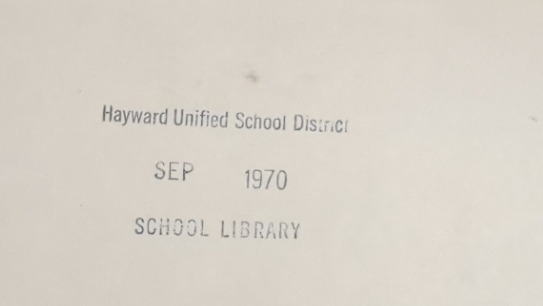 Hayward Unified School District
SEP 1970
SCHOOL LIBRARY